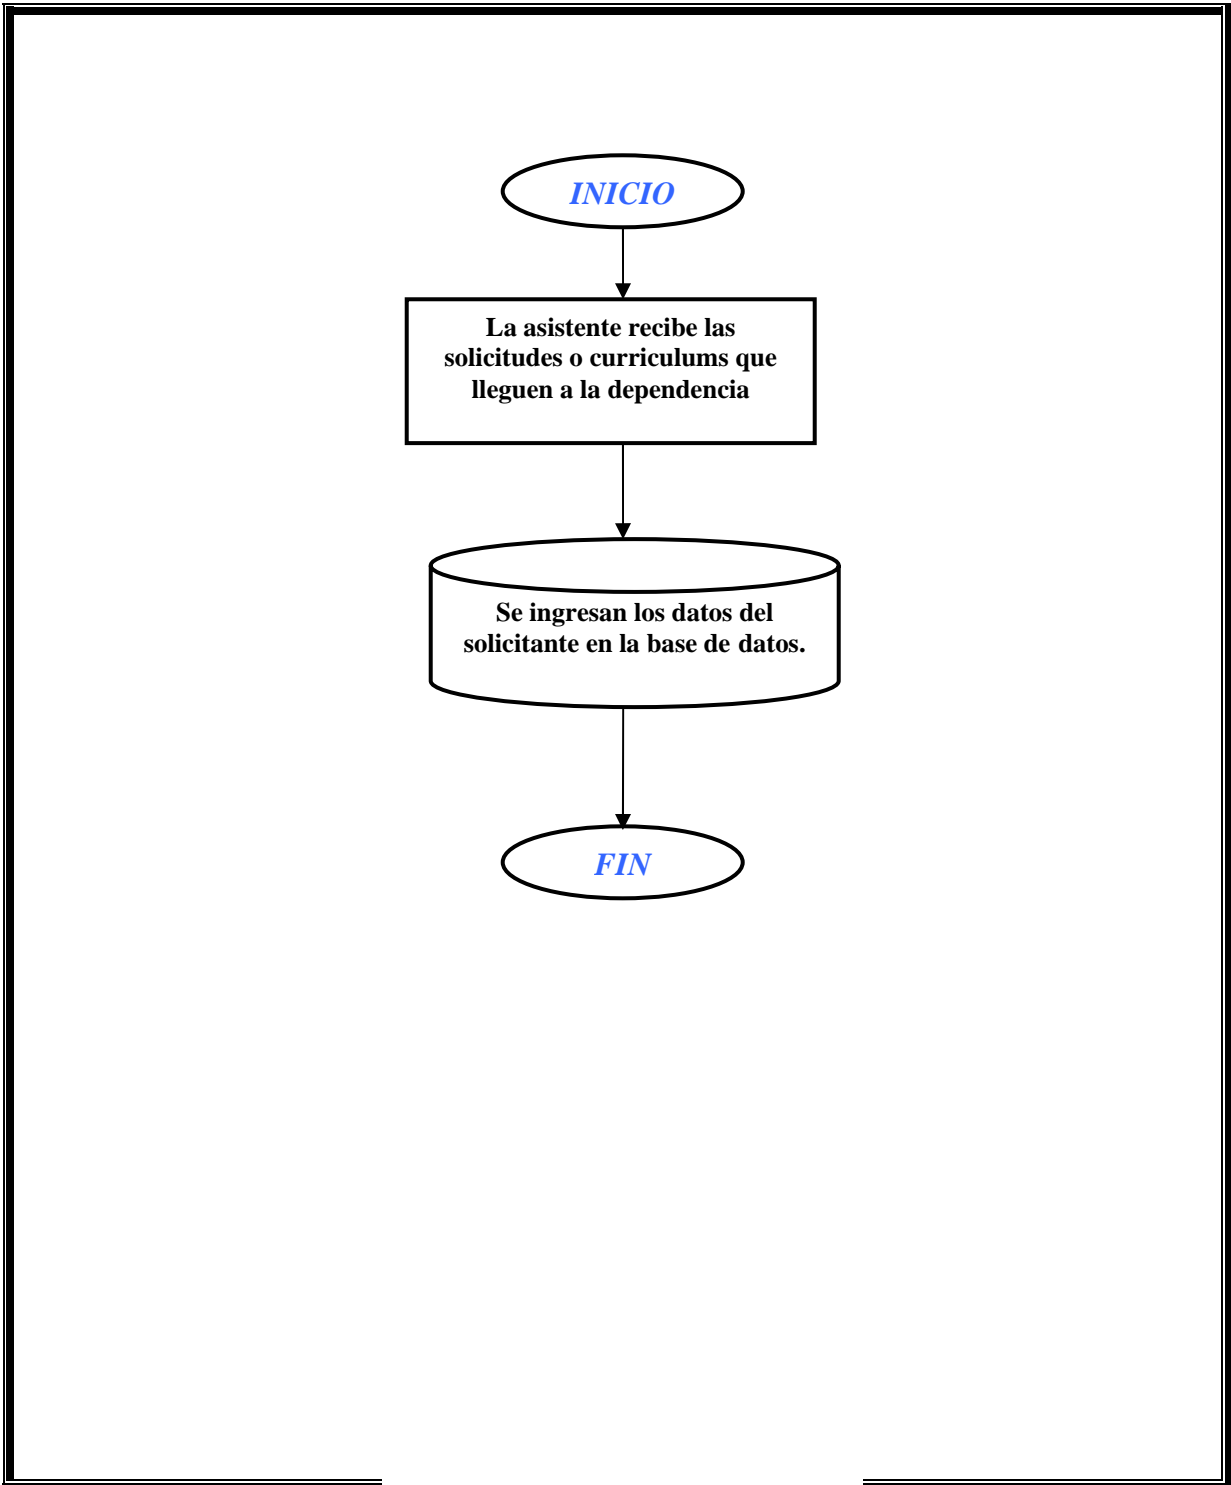 INICIO
La asistente recibe las
solicitudes o curriculums que
lleguen a la dependencia
Se ingresan los datos del
solicitante en la base de datos.
FIN